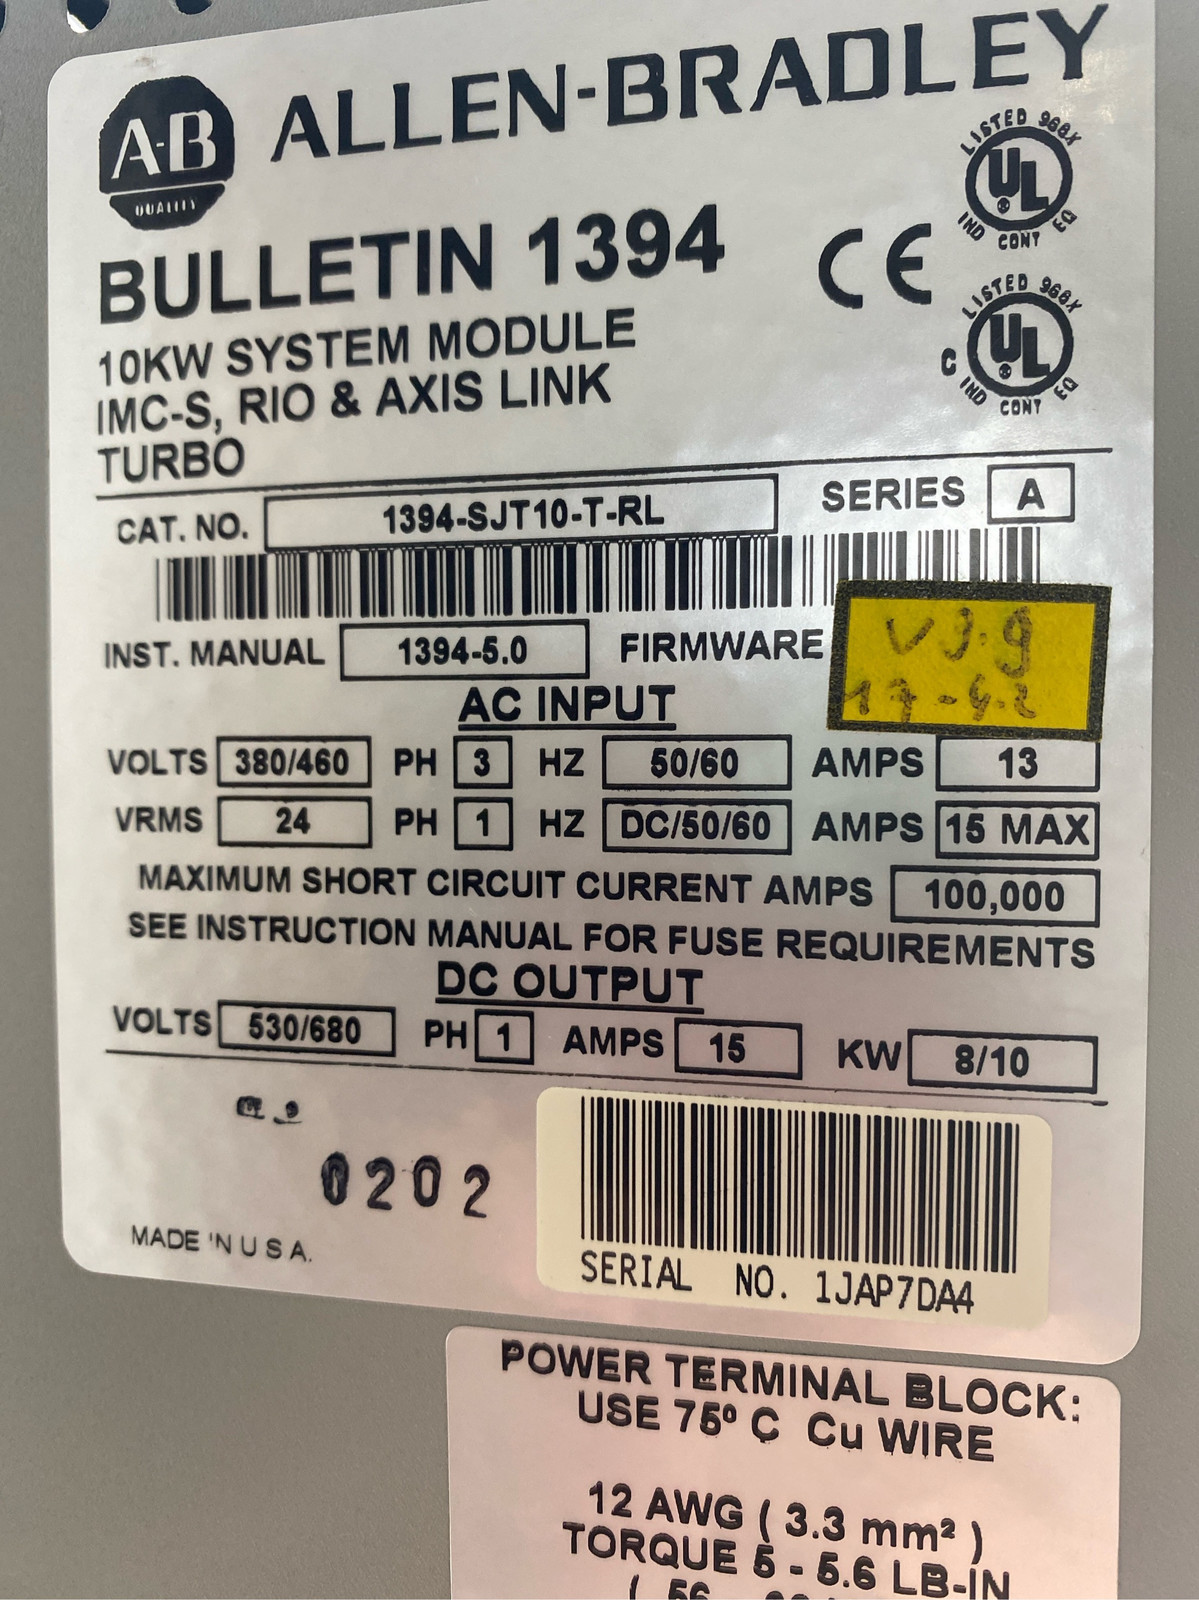 A-B ALLEN-BRADLEY
QUALITY
LISTED 968X
UL
IND CONT EQ
BULLETIN 1394
CE
10KW SYSTEM MODULE
IMC-S, RIO & AXIS LINK
TURBO
LISTED 968X
C UL
IND CONT EQ
CAT. NO. 1394-SJT10-T-RL SERIES A
INST. MANUAL 1394-5.0 FIRMWARE V3.9
AC INPUT
VOLTS 380/460 PH 3 HZ 50/60 AMPS 13
VRMS 24 PH 1 HZ DC/50/60 AMPS 15 MAX
MAXIMUM SHORT CIRCUIT CURRENT AMPS 100,000
SEE INSTRUCTION MANUAL FOR FUSE REQUIREMENTS
DC OUTPUT
VOLTS 530/680 PH 1 AMPS 15 KW 8/10
0202
MADE IN U S A.
SERIAL NO. 1JAP7DA4
POWER TERMINAL BLOCK:
USE 75º C Cu WIRE
12 AWG ( 3.3 mm² )
TORQUE 5 - 5.6 LB-IN